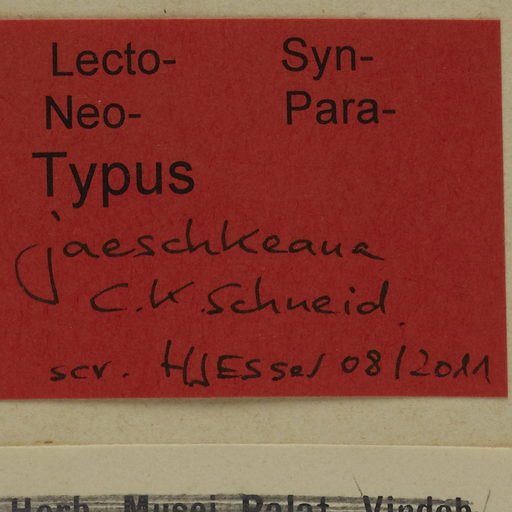 Lecto- Syn-
Neo- Para-
Typus
jaeschkeana
C.K.Schneid.
scr. HJEsser 08/2011
Herb. Musei Palat. Vindob.